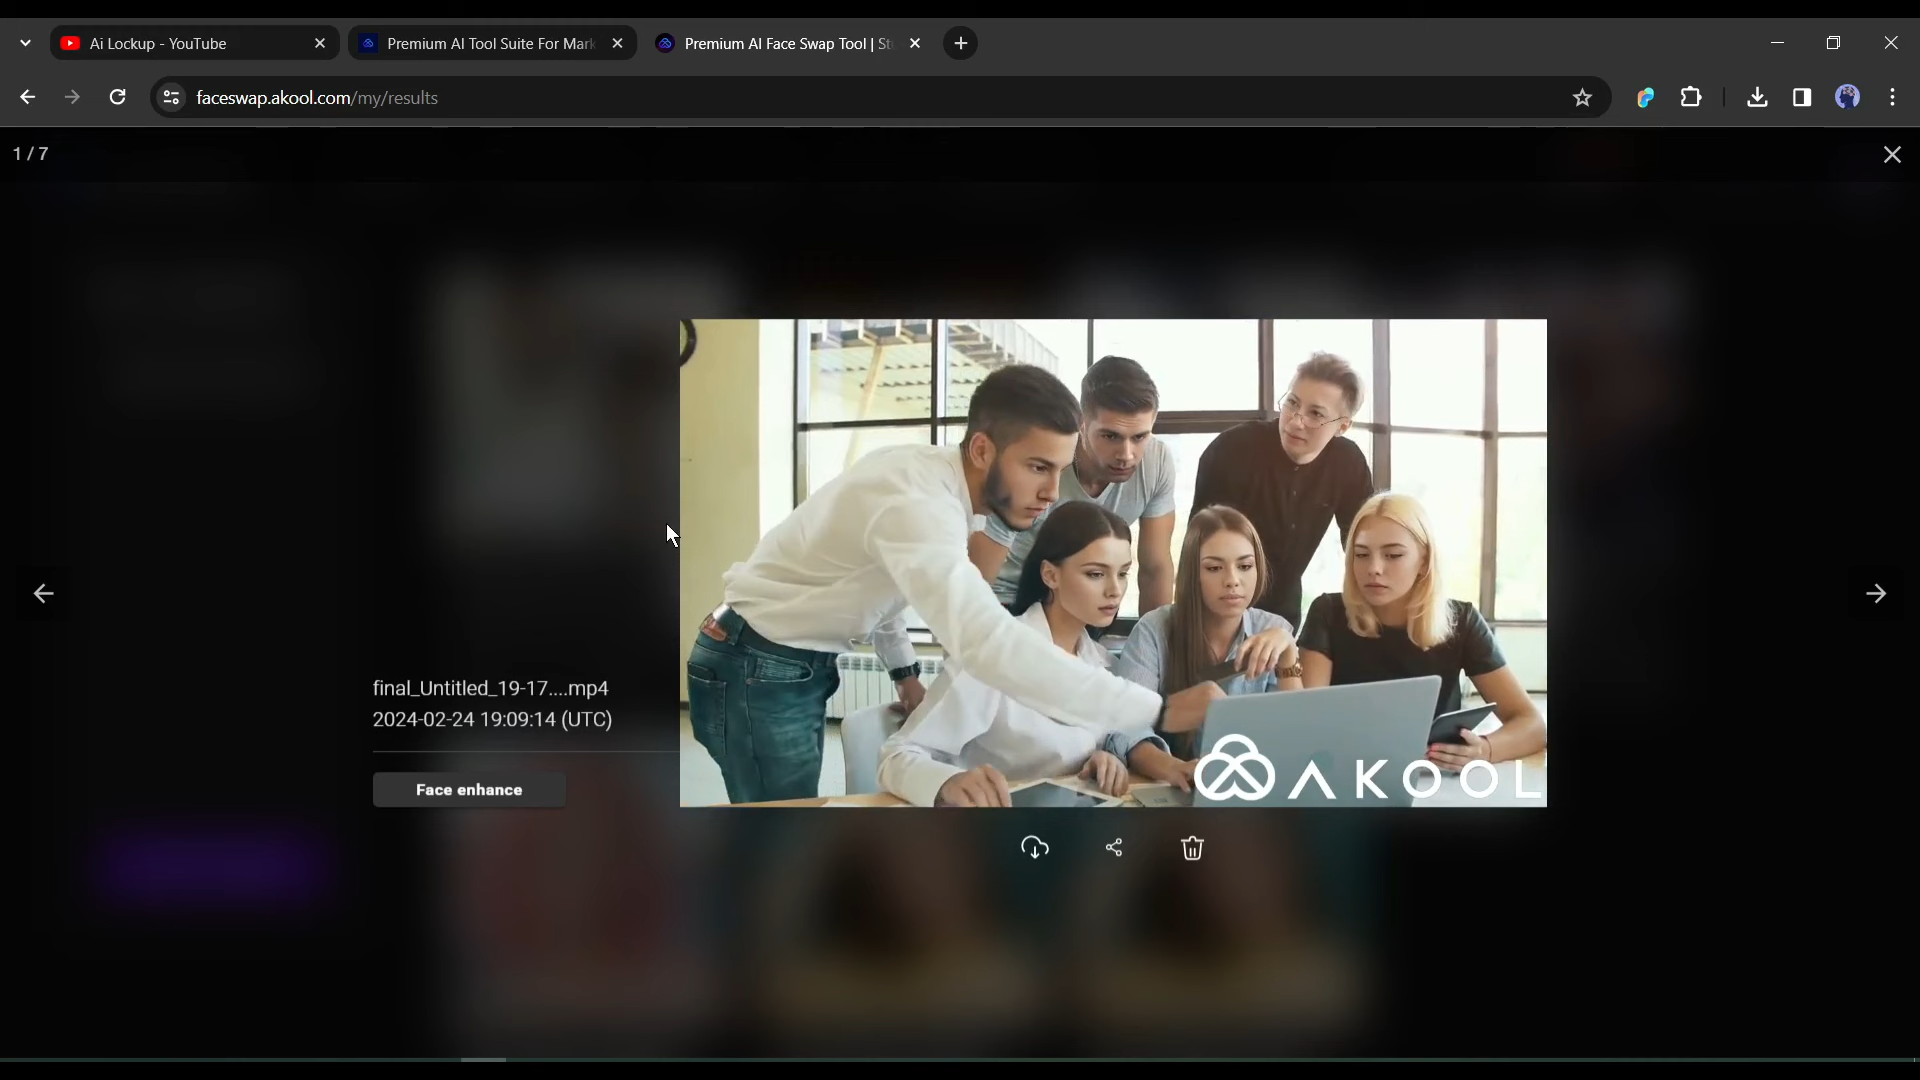 Ai Lockup - YouTube
Premium AI Tool Suite For Mark
Premium AI Face Swap Tool | St
faceswap.akool.com/my/results
1 / 7
final_Untitled_19-17....mp4
2024-02-24 19:09:14 (UTC)
Face enhance
AKOOL